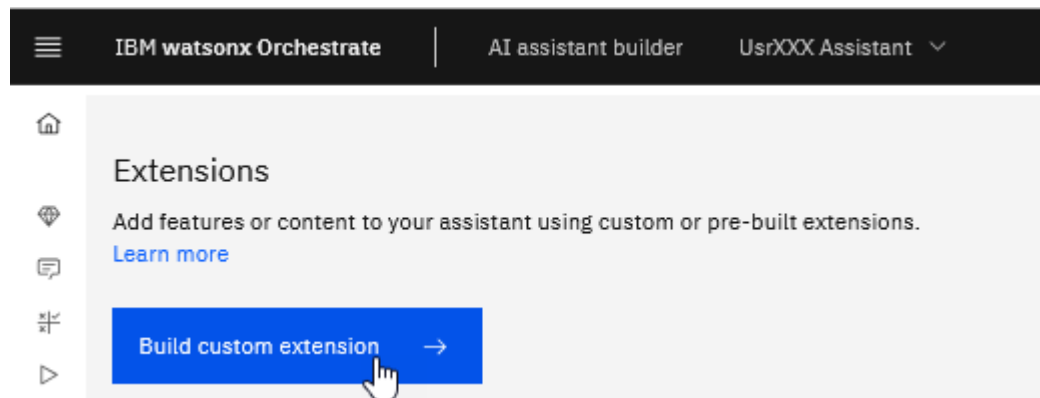 IBM watsonx Orchestrate AI assistant builder UsrXXX Assistant
Extensions
Add features or content to your assistant using custom or pre-built extensions.
Learn more
Build custom extension